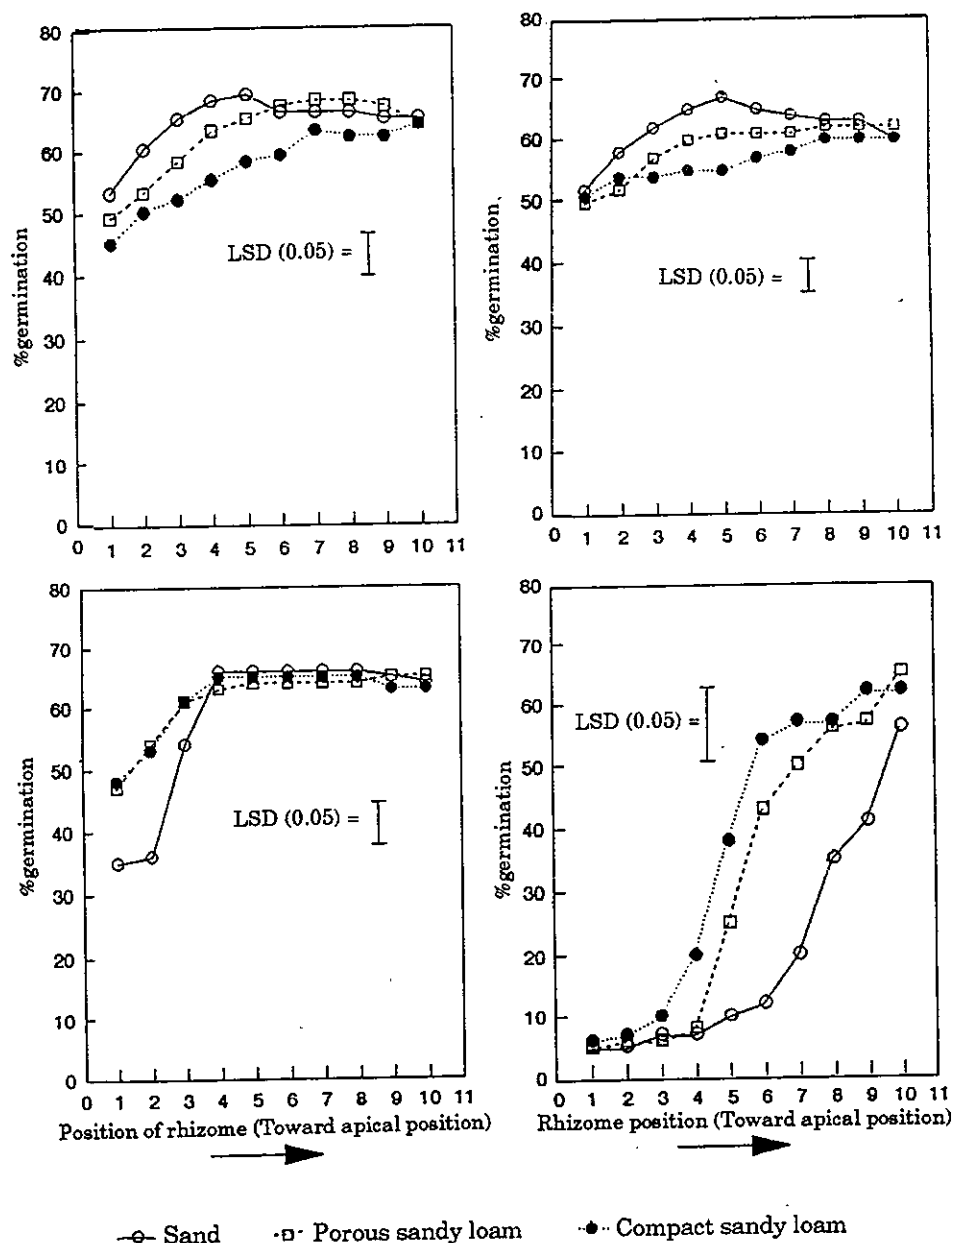 80
70
60
50
40
30
20
10
0
%germination
LSD (0.05) =
0 1 2 3 4 5 6 7 8 9 10 11
80
70
60
50
40
30
20
10
0
%germination
LSD (0.05) =
0 1 2 3 4 5 6 7 8 9 10 11
80
70
60
50
40
30
20
10
0
%germination
LSD (0.05) =
0 1 2 3 4 5 6 7 8 9 10 11
Position of rhizome (Toward apical position)
80
70
60
50
40
30
20
10
0
%germination
LSD (0.05) =
0 1 2 3 4 5 6 7 8 9 10 11
Rhizome position (Toward apical position)
Sand
Porous sandy loam
Compact sandy loam